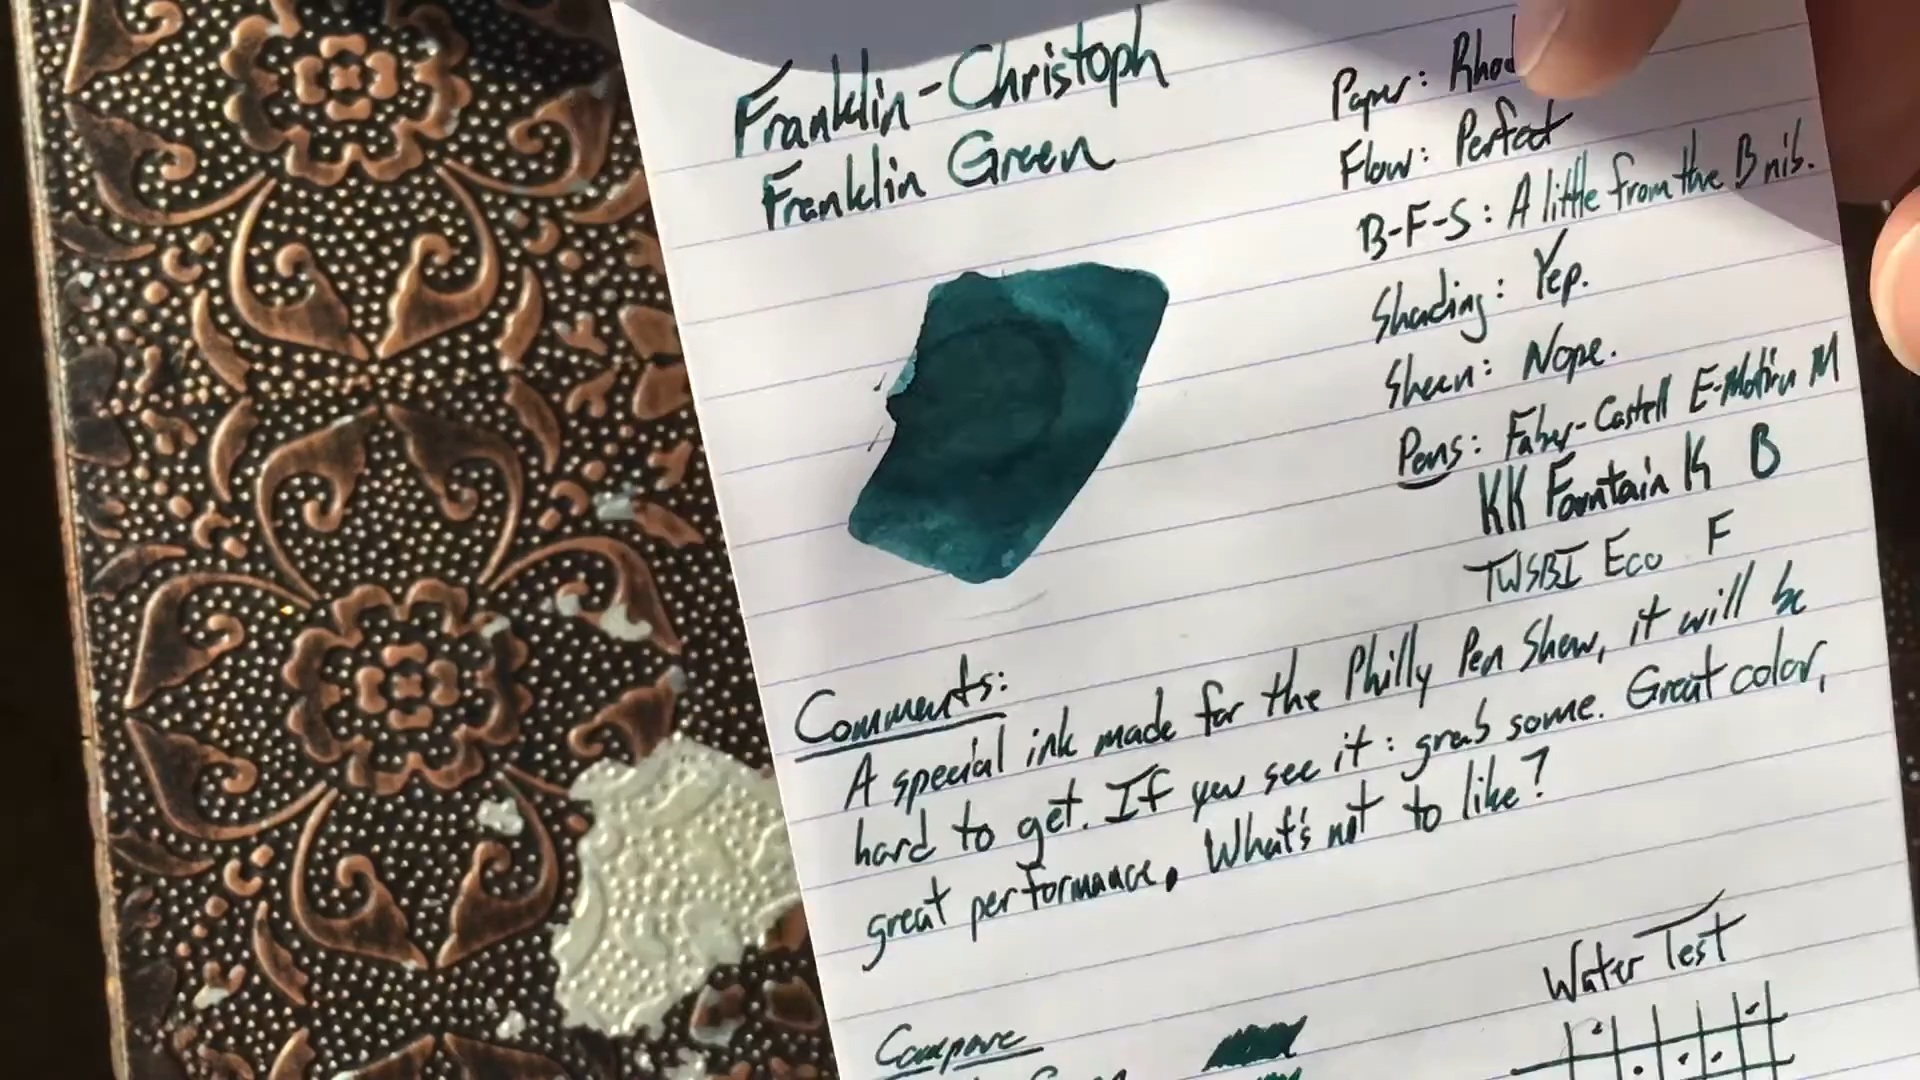 Franklin-Christoph
Franklin Green
Paper: Rhod
Flow: Perfect
B-F-S: A little from the B nib.
Shading: Yep.
Sheen: Nope.
Pens: Faber-Castell E-Motion M
KK Fountain K B
TWSBI Eco F
Comments:
A special ink made for the Philly Pen Show, it will be
hard to get. If you see it: grab some. Great color,
great performance. What's not to like?
Water Test
Compare